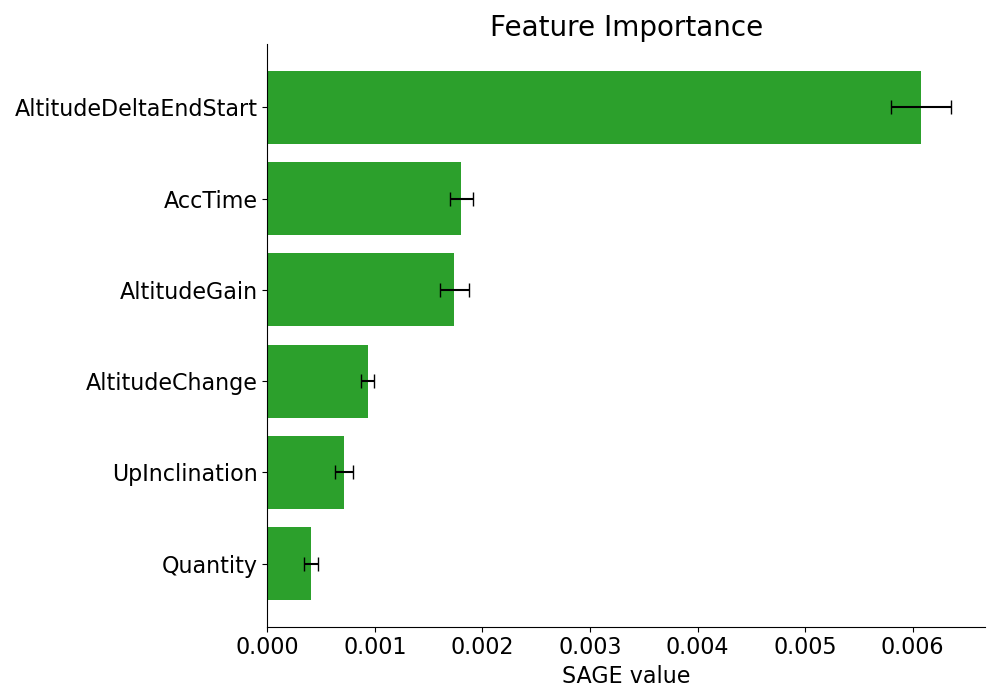 Feature Importance
AltitudeDeltaEndStart
AccTime
AltitudeGain
AltitudeChange
UpInclination
Quantity
0.000 0.001 0.002 0.003 0.004 0.005 0.006
SAGE value